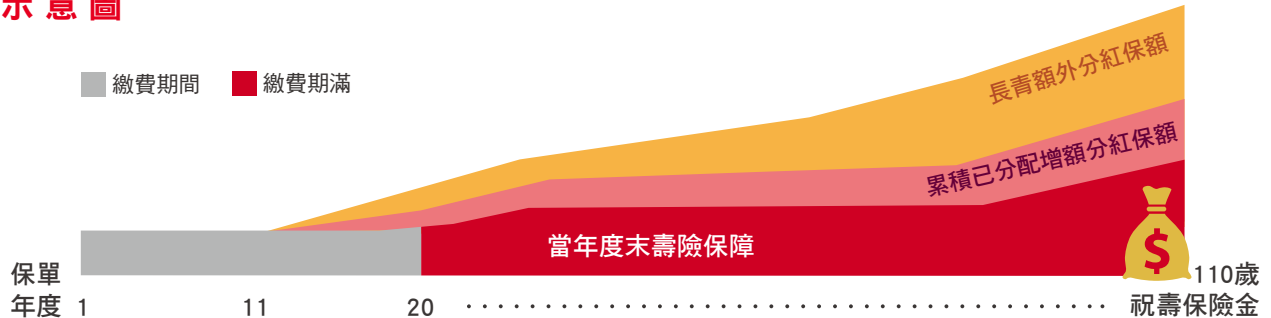 示意圖
繳費期間 繳費期滿
長青額外分紅保額
累積已分配增額分紅保額
當年度末壽險保障
$
保單
年度 1 11 20 110歲
祝壽保險金